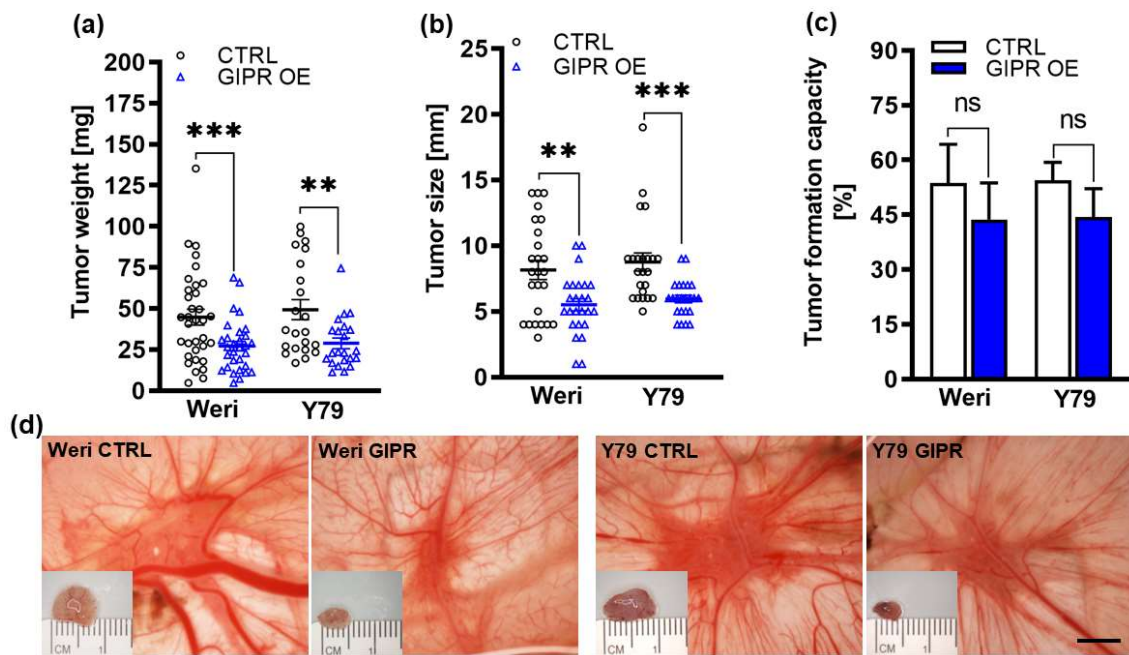 (a)
Tumor weight [mg]
200
175
150
125
100
75
50
25
0
CTRL
GIPR OE
***
**
Weri
Y79
(b)
Tumor size [mm]
25
20
15
10
5
0
CTRL
GIPR OE
**
***
Weri
Y79
(c)
Tumor formation capacity
[%]
90
75
60
45
30
15
0
CTRL
GIPR OE
ns
ns
Weri
Y79
(d)
Weri CTRL
CM 1
Weri GIPR
CM 1
Y79 CTRL
CM 1
Y79 GIPR
CM 1